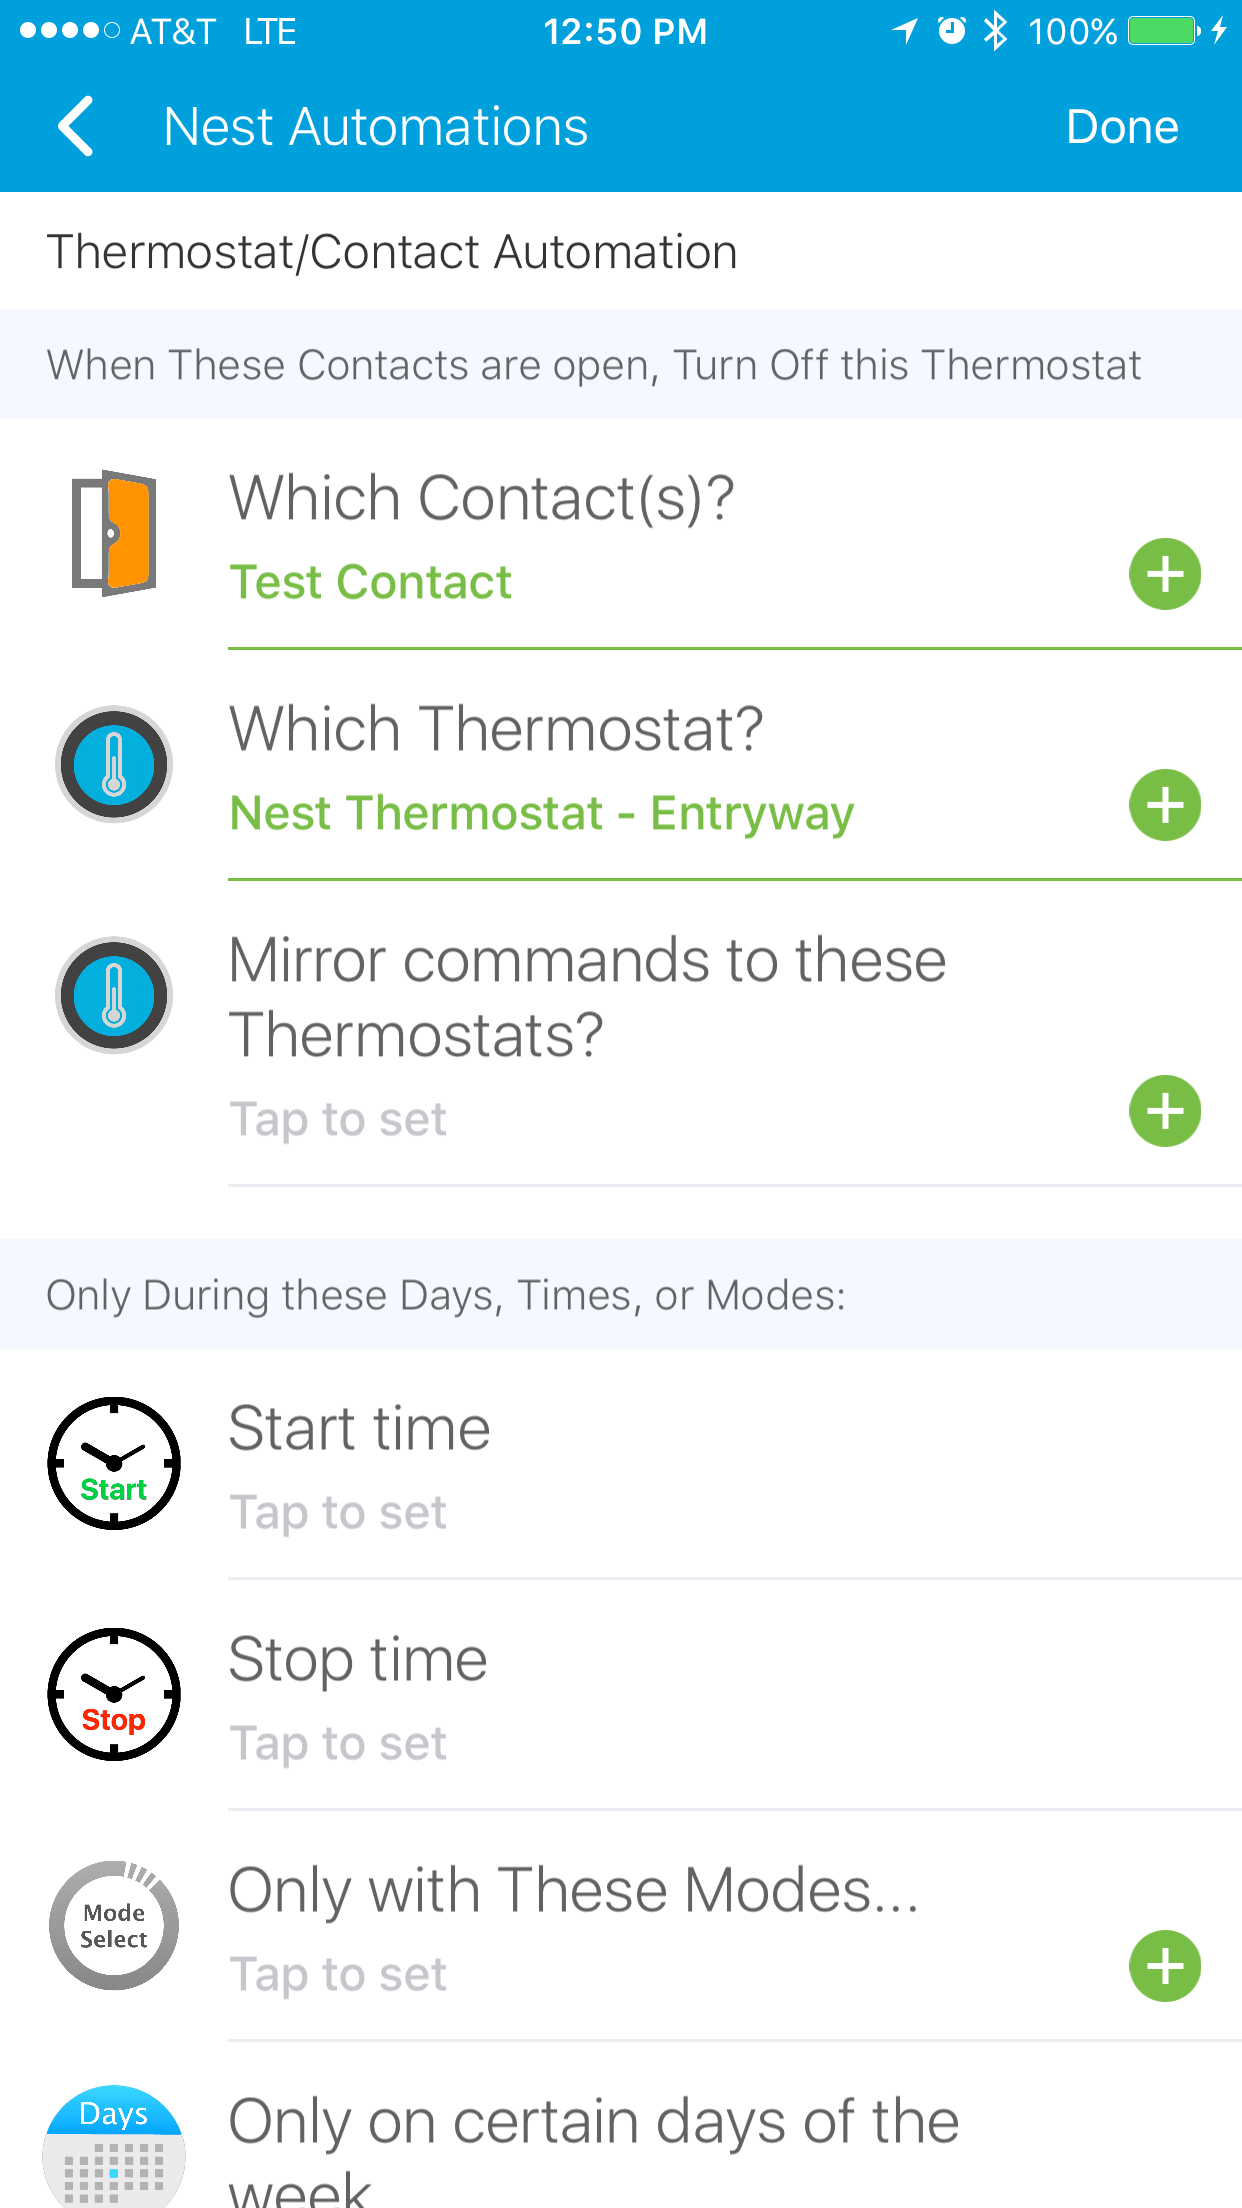 AT&T LTE 12:50 PM 100%
Nest Automations Done
Thermostat/Contact Automation
When These Contacts are open, Turn Off this Thermostat
Which Contact(s)?
Test Contact
Which Thermostat?
Nest Thermostat - Entryway
Mirror commands to these
Thermostats?
Tap to set
Only During these Days, Times, or Modes:
Start time
Start
Tap to set
Stop time
Stop
Tap to set
Only with These Modes...
Mode
Select
Tap to set
Days
Only on certain days of the
week